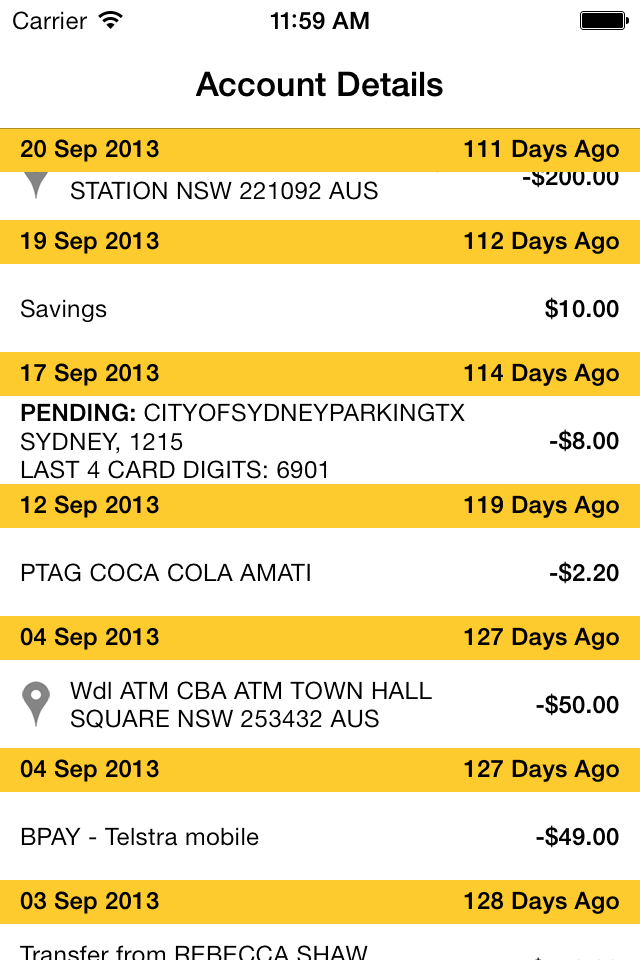 Carrier 11:59 AM
Account Details
20 Sep 2013 111 Days Ago
STATION NSW 221092 AUS -$200.00
19 Sep 2013 112 Days Ago
Savings $10.00
17 Sep 2013 114 Days Ago
PENDING: CITYOFSYDNEYPARKINGTX
SYDNEY, 1215 -$8.00
LAST 4 CARD DIGITS: 6901
12 Sep 2013 119 Days Ago
PTAG COCA COLA AMATI -$2.20
04 Sep 2013 127 Days Ago
Wdl ATM CBA ATM TOWN HALL
SQUARE NSW 253432 AUS -$50.00
04 Sep 2013 127 Days Ago
BPAY - Telstra mobile -$49.00
03 Sep 2013 128 Days Ago
Transfer from REBECCA SHAW